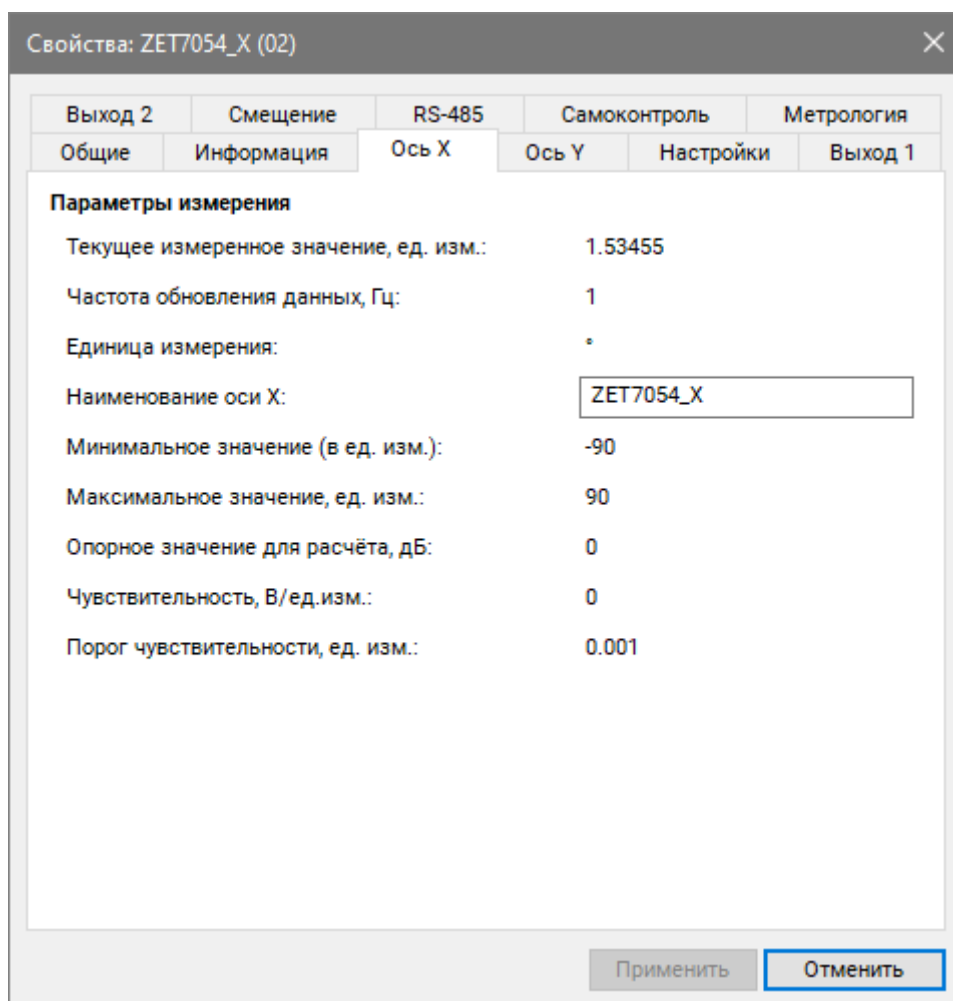 Свойства: ZET7054_X (02)
Выход 2 Смещение RS-485 Самоконтроль Метрология
Общие Информация Ось X Ось Y Настройки Выход 1
Параметры измерения
Текущее измеренное значение, ед. изм.: 1.53455
Частота обновления данных, Гц: 1
Единица измерения: °
Наименование оси X: ZET7054_X
Минимальное значение (в ед. изм.): -90
Максимальное значение, ед. изм.: 90
Опорное значение для расчёта, дБ: 0
Чувствительность, В/ед.изм.: 0
Порог чувствительности, ед. изм.: 0.001
Применить Отменить